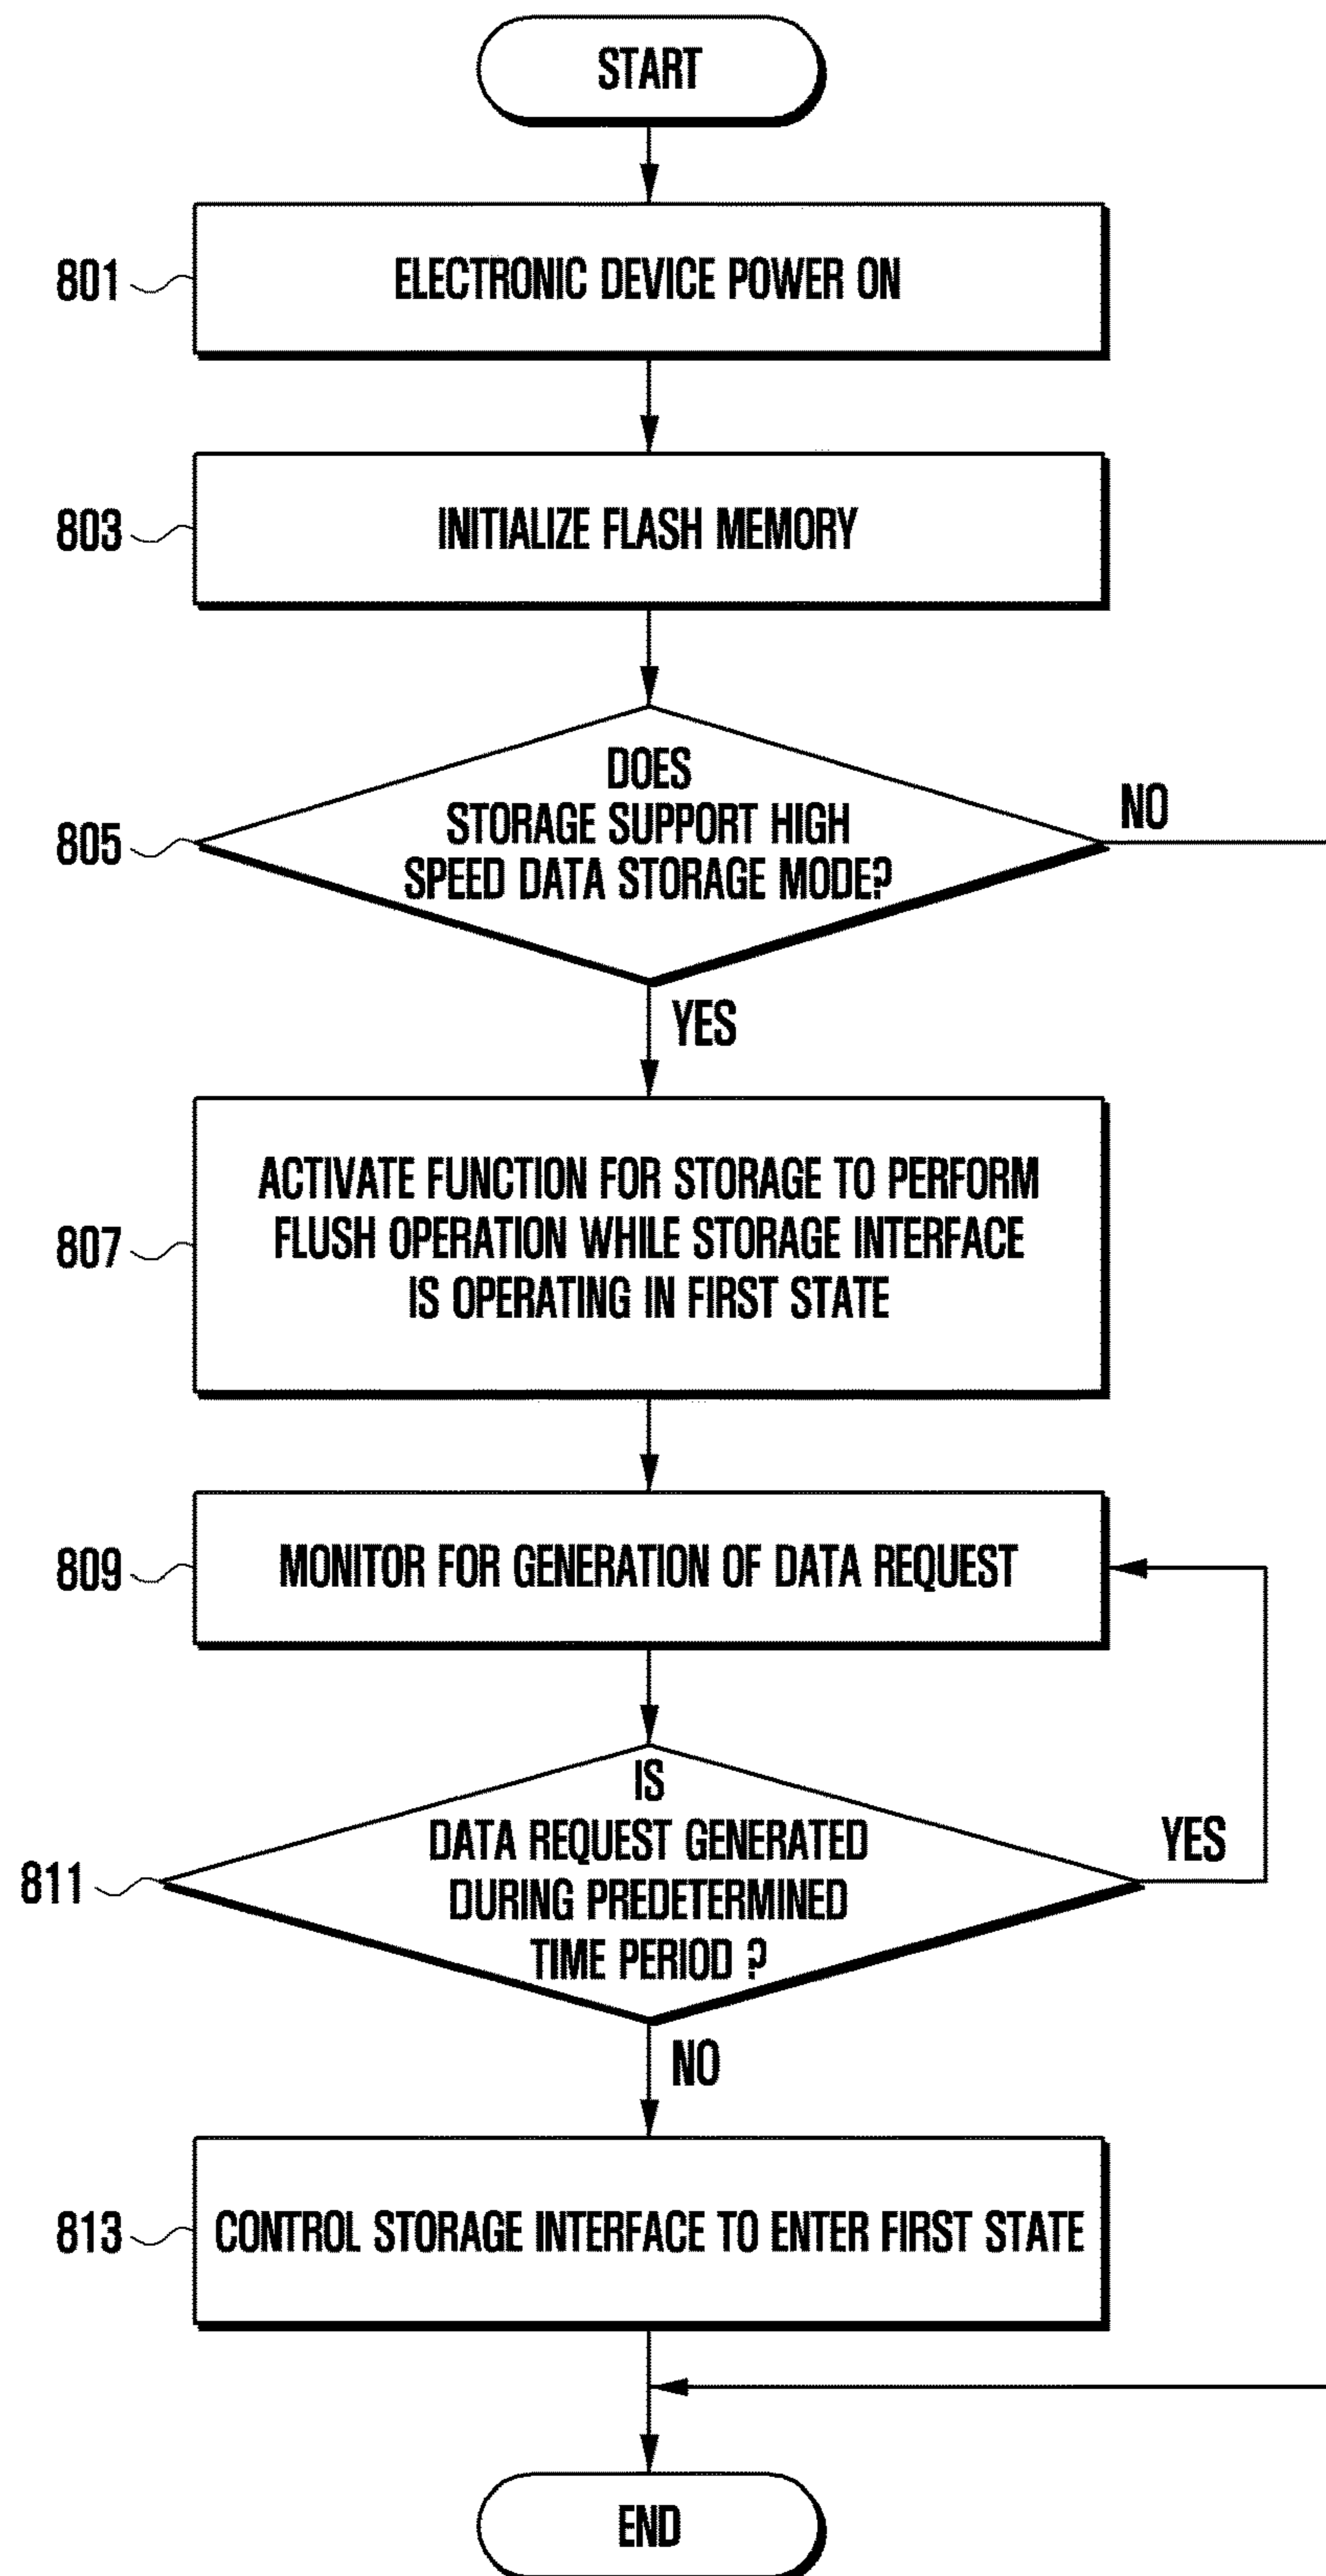 START
801
ELECTRONIC DEVICE POWER ON
803
INITIALIZE FLASH MEMORY
805
DOES
STORAGE SUPPORT HIGH
SPEED DATA STORAGE MODE?
NO
YES
807
ACTIVATE FUNCTION FOR STORAGE TO PERFORM
FLUSH OPERATION WHILE STORAGE INTERFACE
IS OPERATING IN FIRST STATE
809
MONITOR FOR GENERATION OF DATA REQUEST
811
IS
DATA REQUEST GENERATED
DURING PREDETERMINED
TIME PERIOD ?
YES
NO
813
CONTROL STORAGE INTERFACE TO ENTER FIRST STATE
END